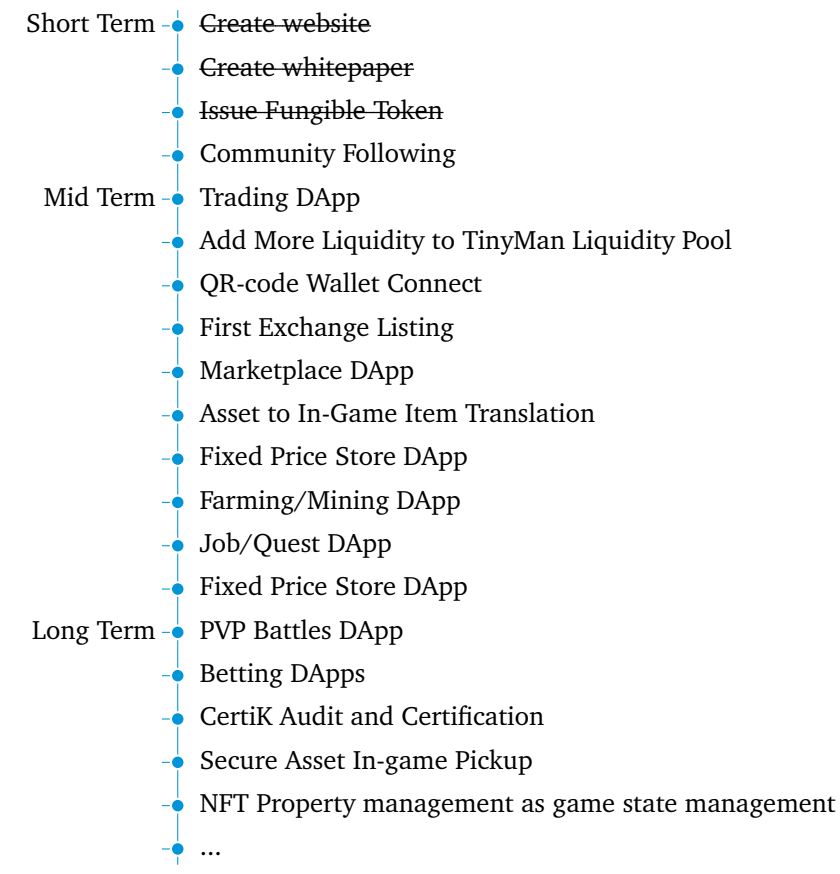 Short Term Create website
Create whitepaper
Issue Fungible Token
Community Following
Mid Term Trading DApp
Add More Liquidity to TinyMan Liquidity Pool
QR-code Wallet Connect
First Exchange Listing
Marketplace DApp
Asset to In-Game Item Translation
Fixed Price Store DApp
Farming/Mining DApp
Job/Quest DApp
Fixed Price Store DApp
Long Term PVP Battles DApp
Betting DApps
CertiK Audit and Certification
Secure Asset In-game Pickup
NFT Property management as game state management
...